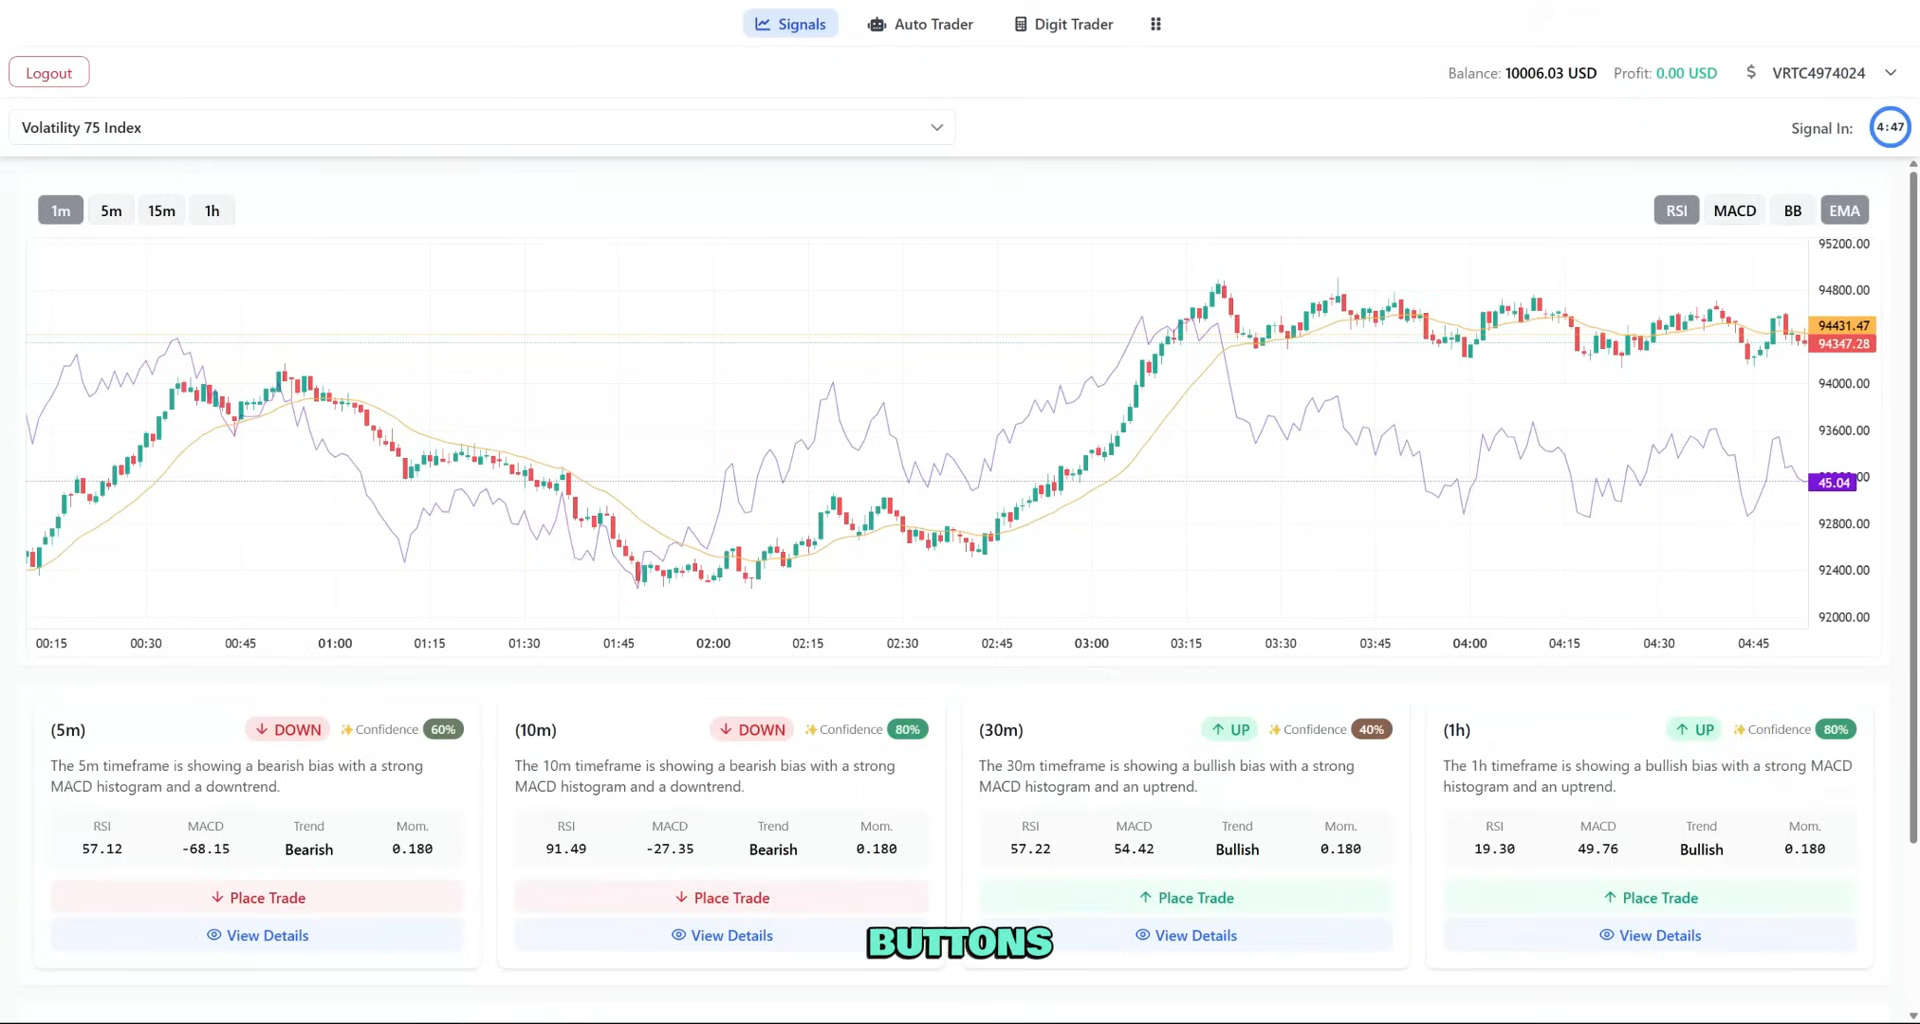 Signals Auto Trader Digit Trader
Logout
Balance: 10006.03 USD Profit: 0.00 USD $ VRTC4974024
Volatility 75 Index
Signal In: 4:47
1m 5m 15m 1h
RSI MACD BB EMA
95200.00
94800.00
94431.47
94347.28
94000.00
93600.00
45.04
92800.00
92400.00
92000.00
00:15 00:30 00:45 01:00 01:15 01:30 01:45 02:00 02:15 02:30 02:45 03:00 03:15 03:30 03:45 04:00 04:15 04:30 04:45
(5m) DOWN Confidence 60%
The 5m timeframe is showing a bearish bias with a strong
MACD histogram and a downtrend.
RSI MACD Trend Mom.
57.12 -68.15 Bearish 0.180
Place Trade
View Details
(10m) DOWN Confidence 80%
The 10m timeframe is showing a bearish bias with a strong
MACD histogram and a downtrend.
RSI MACD Trend Mom.
91.49 -27.35 Bearish 0.180
Place Trade
View Details
(30m) UP Confidence 40%
The 30m timeframe is showing a bullish bias with a strong
MACD histogram and an uptrend.
RSI MACD Trend Mom.
57.22 54.42 Bullish 0.180
Place Trade
View Details
(1h) UP Confidence 80%
The 1h timeframe is showing a bullish bias with a strong MACD
histogram and an uptrend.
RSI MACD Trend Mom.
19.30 49.76 Bullish 0.180
Place Trade
View Details
BUTTONS